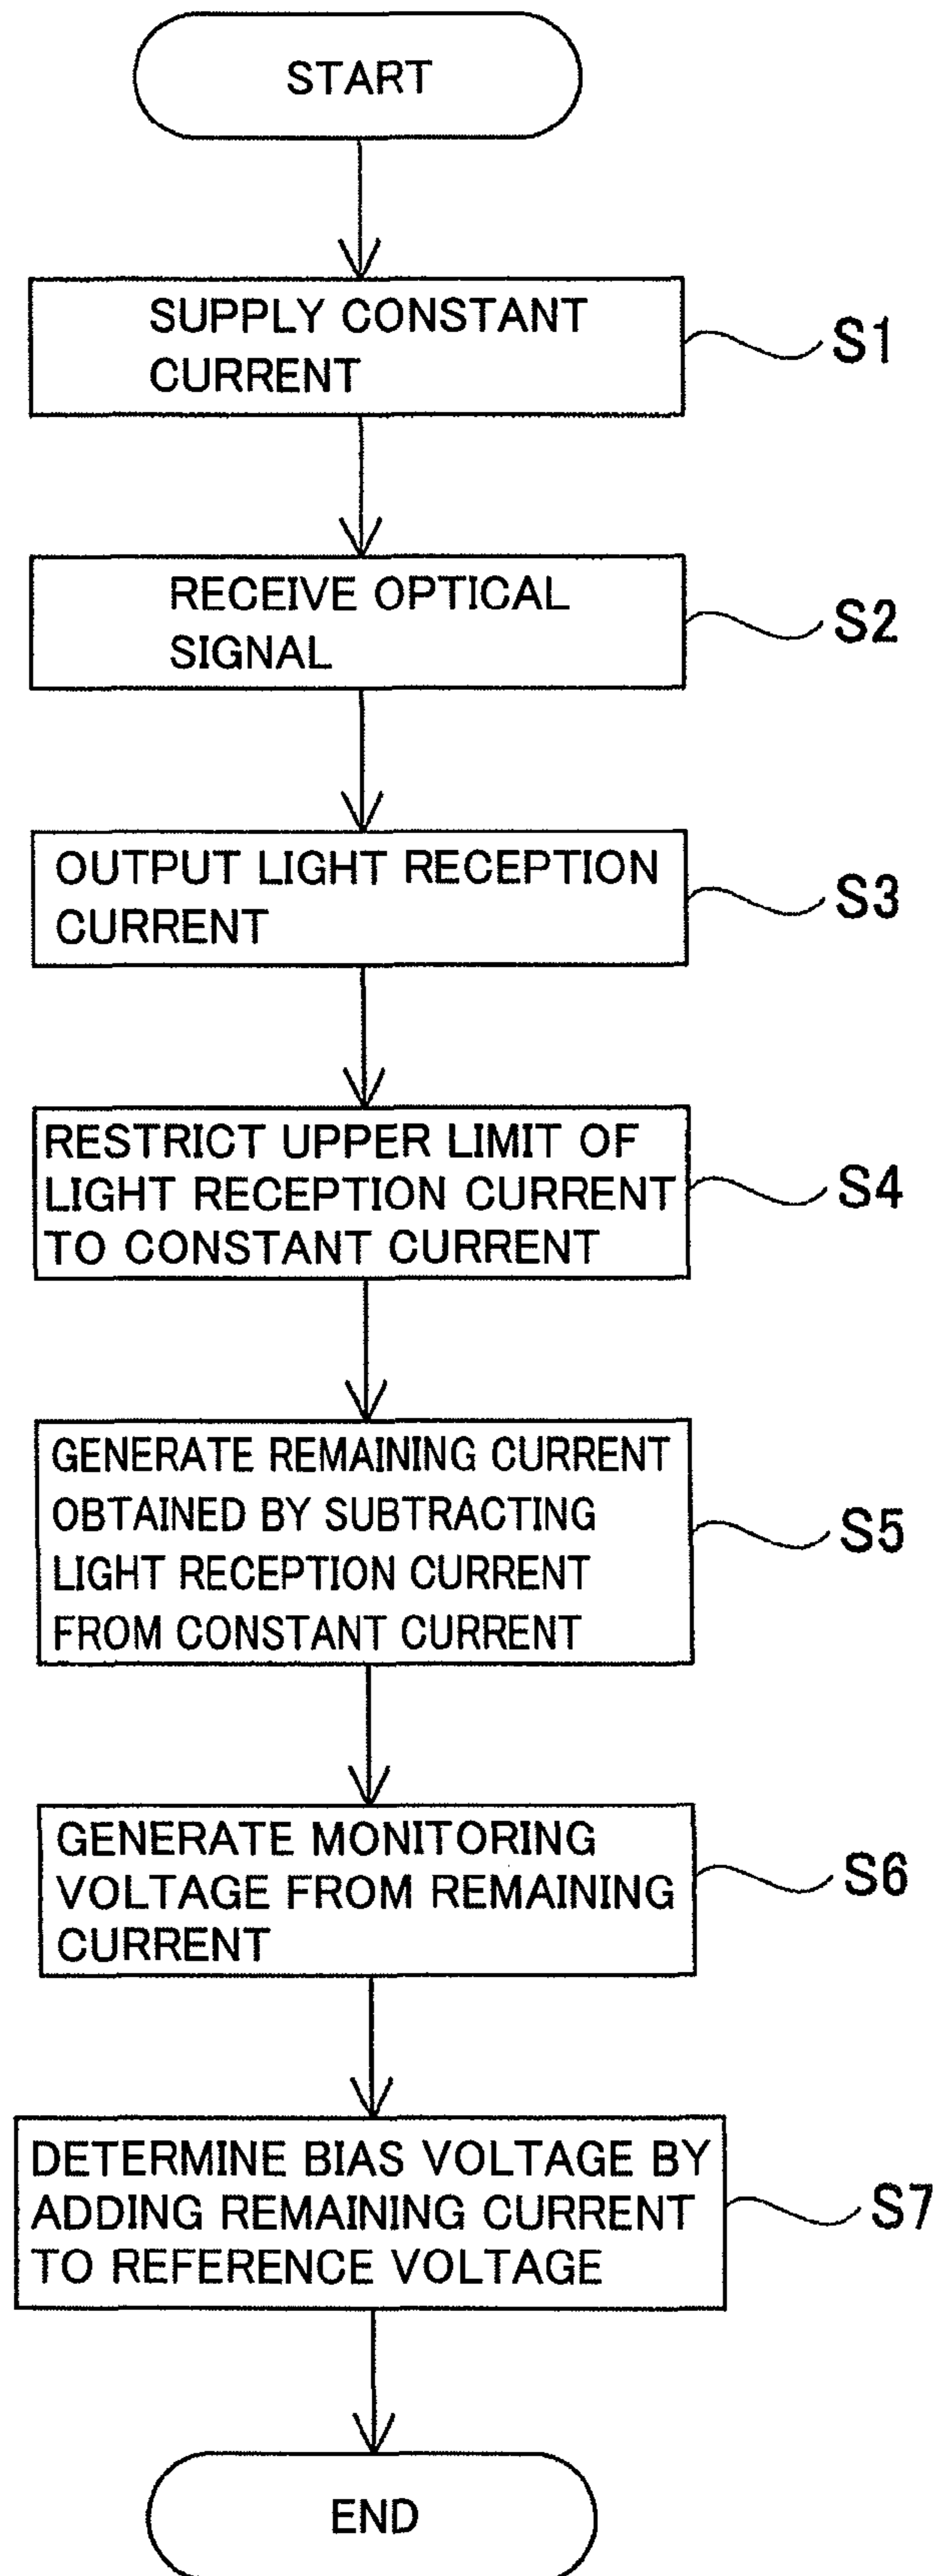 START
SUPPLY CONSTANT
CURRENT
S1
RECEIVE OPTICAL
SIGNAL
S2
OUTPUT LIGHT RECEPTION
CURRENT
S3
RESTRICT UPPER LIMIT OF
LIGHT RECEPTION CURRENT
TO CONSTANT CURRENT
S4
GENERATE REMAINING CURRENT
OBTAINED BY SUBTRACTING
LIGHT RECEPTION CURRENT
FROM CONSTANT CURRENT
S5
GENERATE MONITORING
VOLTAGE FROM REMAINING
CURRENT
S6
DETERMINE BIAS VOLTAGE BY
ADDING REMAINING CURRENT
TO REFERENCE VOLTAGE
S7
END